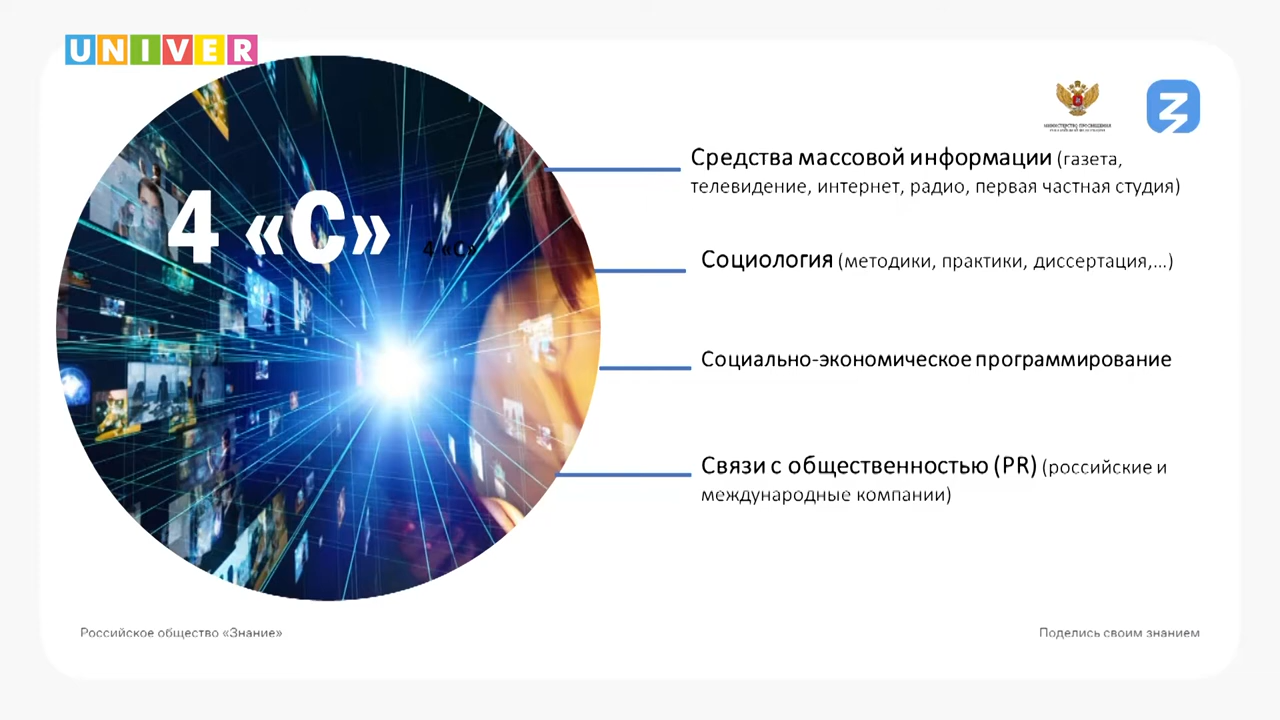 UNIVER
4 «С»
4 «С»
Средства массовой информации (газета,
телевидение, интернет, радио, первая частная студия)
Социология (методики, практики, диссертация,...)
Социально-экономическое программирование
Связи с общественностью (PR) (российские и
международные компании)
Российское общество «Знание»
Поделись своим знанием